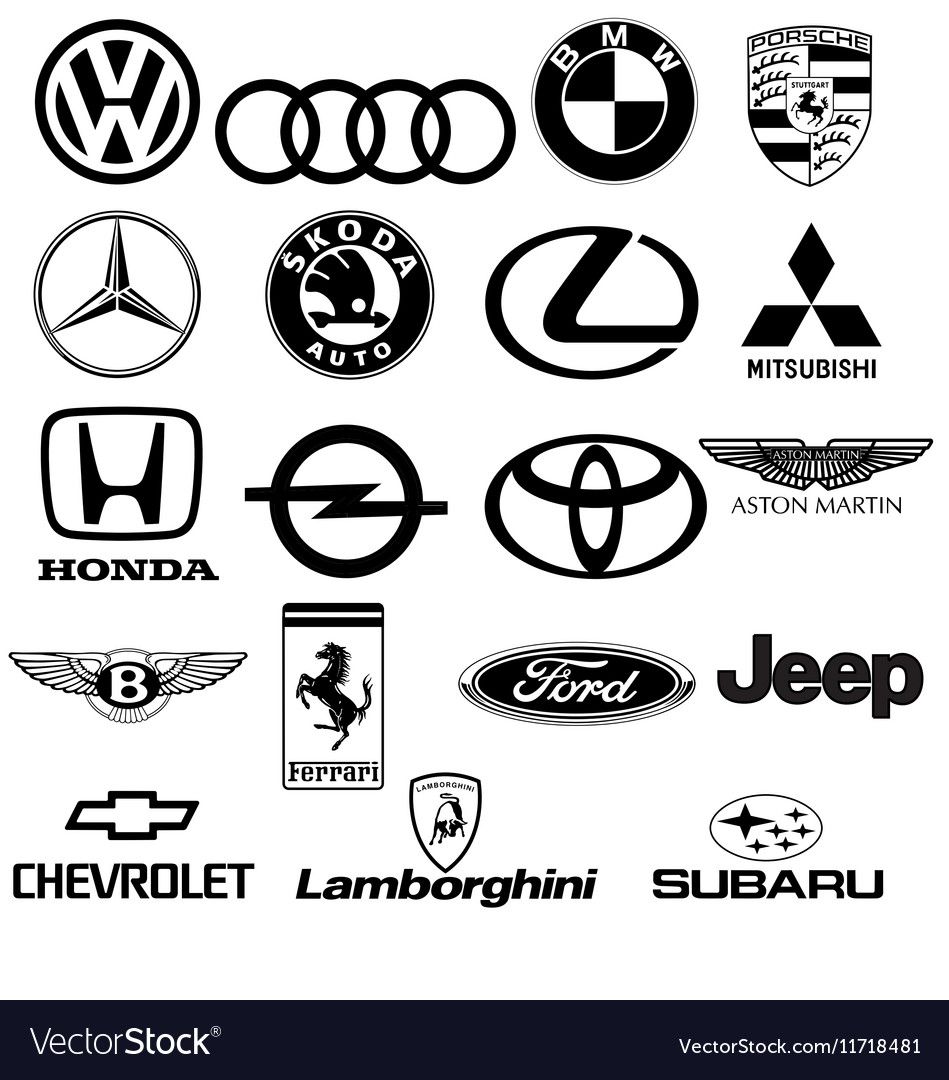 VW
BMW
PORSCHE
STUTTGART
ŠKODA
AUTO
MITSUBISHI
HONDA
ASTON MARTIN
ASTON MARTIN
B
Ferrari
Ford
Jeep
CHEVROLET
LAMBORGHINI
Lamborghini
SUBARU
VectorStock®
VectorStock.com/11718481